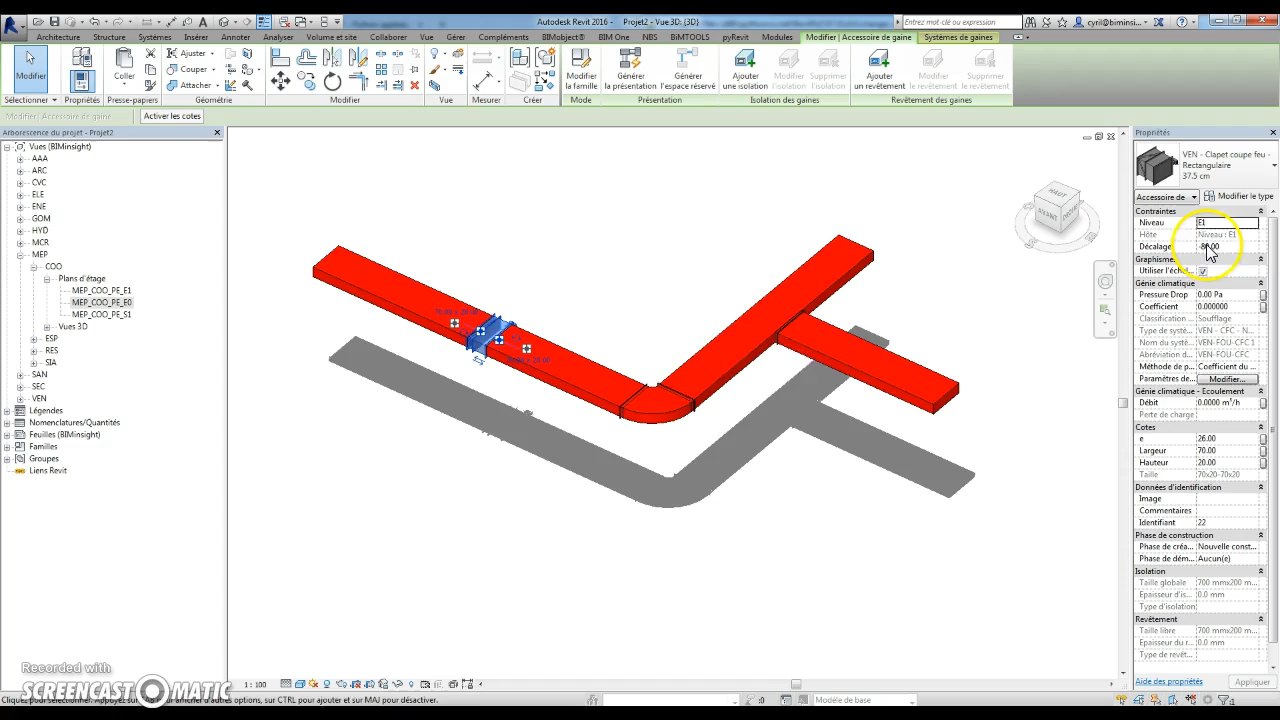 Autodesk Revit 2016 - Projet2 - Vue 3D: {3D}
Entrez mot-clé ou expression
cyril@biminsi...
Architecture Structure Systèmes Insérer Annoter Analyser Volume et site Collaborer Vue Gérer Compléments BIMobject® BIM One NBS BiMTOOLS pyRevit Modules Modifier | Accessoire de gaine Systèmes de gaines
Modifier
Coller
Ajuster
Couper
Attacher
Modifier la famille
Générer la présentation
Générer l'espace réservé
Ajouter une isolation
Modifier l'isolation
Supprimer l'isolation
Ajouter un revêtement
Modifier le revêtement
Supprimer le revêtement
Sélectionner Propriétés Presse-papiers Géométrie Modifier Vue Mesurer Créer Mode Présentation Isolation des gaines Revêtement des gaines
Modifier | Accessoire de gaine
Activer les cotes
Arborescence du projet - Projet2
Vues (BIMinsight)
AAA
ARC
CVC
ELE
ENE
GOM
HYD
MCR
MEP
COO
Plans d'étage
MEP_COO_PE_E1
MEP_COO_PE_E0
MEP_COO_PE_S1
Vues 3D
ESP
RES
SIA
SAN
SEC
VEN
Légendes
Nomenclatures/Quantités
Feuilles (BIMinsight)
Familles
Groupes
Liens Revit
HAUT
AVANT
Propriétés
VEN - Clapet coupe feu -
Rectangulaire
37.5 cm
Accessoire de
Modifier le type
Contraintes
Niveau E1
Hôte Niveau : E1
Décalage
Graphisme
Utiliser l'échel...
Génie climatique
Pressure Drop 0.00 Pa
Coefficient 0.000000
Classification ... Soufflage
Type de systè... VEN - CFC - N...
Nom du systè... VEN-FOU-CFC 1
Abréviation d... VEN-FOU-CFC
Méthode de p... Coefficient du ...
Paramètres de... Modifier...
Génie climatique - Ecoulement
Débit 0.0000 m³/h
Perte de charge
Cotes
e 26.00
Largeur 70.00
Hauteur 20.00
Taille 70x20-70x20
Données d'identification
Image
Commentaires
Identifiant 22
Phase de construction
Phase de créa... Nouvelle const...
Phase de dém... Aucun(e)
Isolation
Taille globale 700 mmx200 m...
Epaisseur d'is... 0.0 mm
Type d'isolation
Revêtement
Taille libre 700 mmx200 m...
Epaisseur du r... 0.0 mm
Type de revêt...
Aide des propriétés
Appliquer
Recorded with
SCREENCAST MATIC
1 : 100
:0
Modèle de base
:1